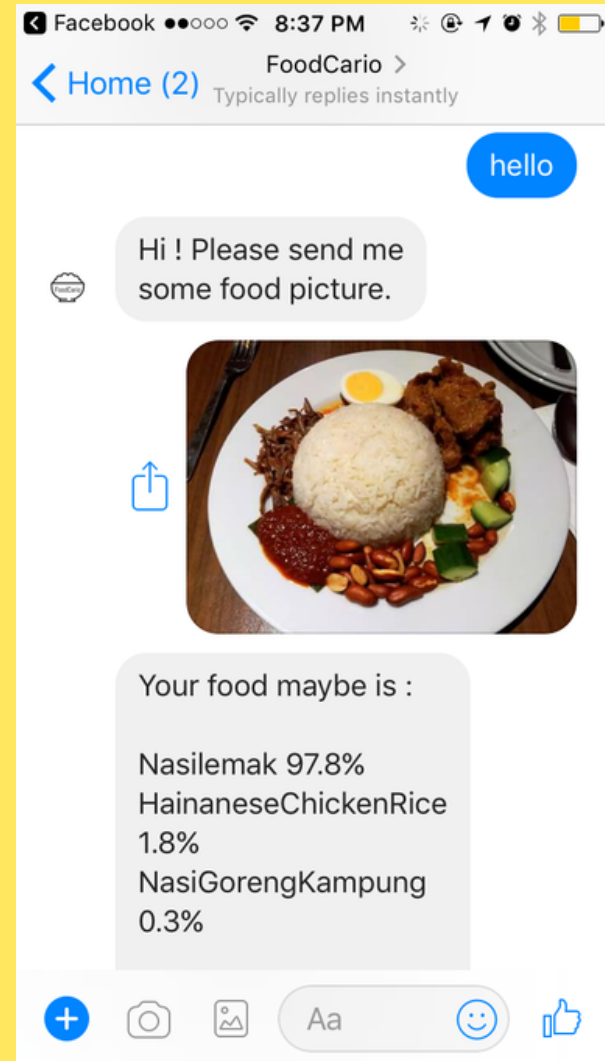 Facebook 8:37 PM
Home (2) FoodCario >
Typically replies instantly
hello
Hi ! Please send me
some food picture.
FoodCario
Your food maybe is :
Nasilemak 97.8%
HainaneseChickenRice
1.8%
NasiGorengKampung
0.3%
Aa